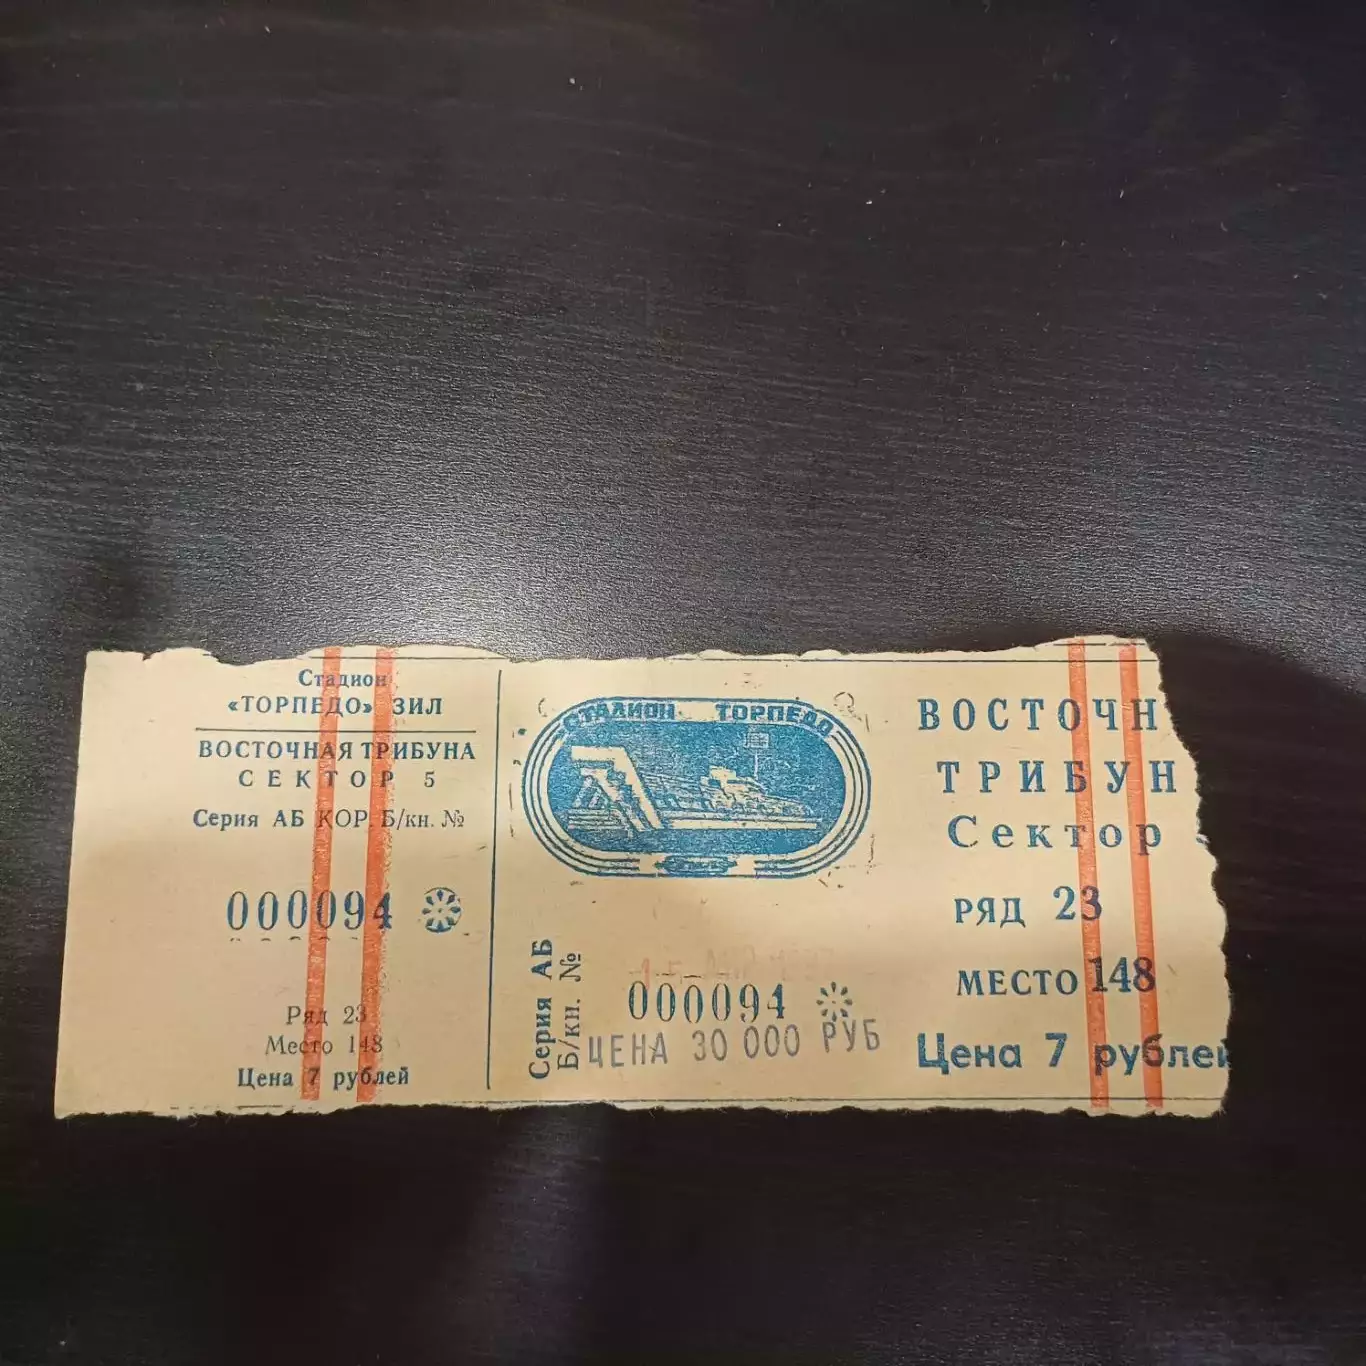 Стадион
«ТОРПЕДО» ЗИЛ
ВОСТОЧНАЯ ТРИБУНА
СЕКТОР 5
Серия АБ КОР. Б/кн. №
000094
Ряд 23
Место 148
Цена 7 рублей
СТАДИОН ТОРПЕДО
Серия АБ
Б/кн. №
000094
ЦЕНА 30 000 РУБ
ВОСТОЧН
ТРИБУН
Сектор
РЯД 23
МЕСТО 148
Цена 7 рублей